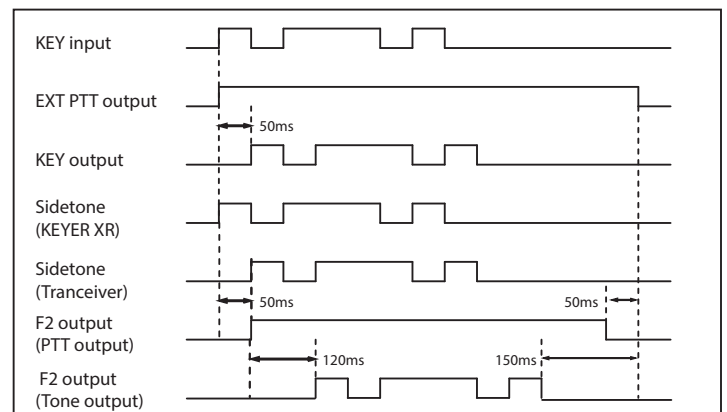 KEY input
EXT PTT output
50ms
KEY output
Sidetone
(KEYER XR)
Sidetone
(Tranceiver)
50ms
50ms
F2 output
(PTT output)
120ms
150ms
F2 output
(Tone output)